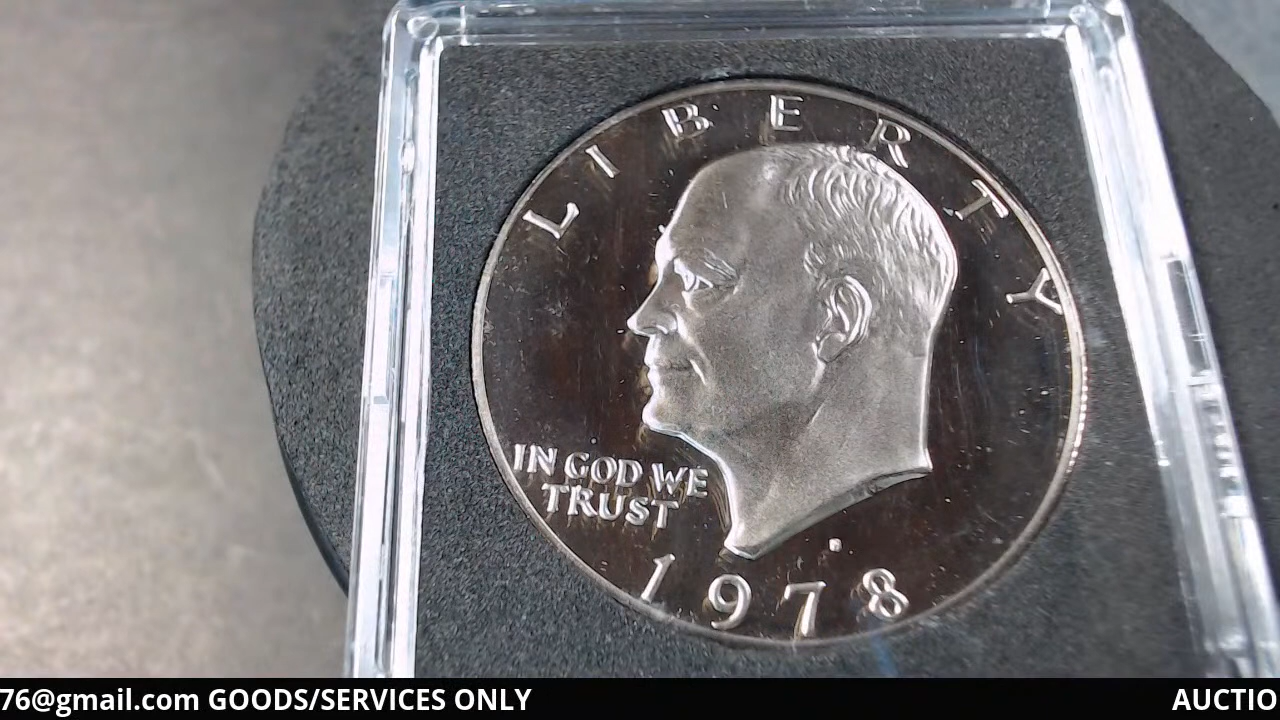 LIBERTY
IN GOD WE
TRUST
1978
76@gmail.com GOODS/SERVICES ONLY
AUCTIO